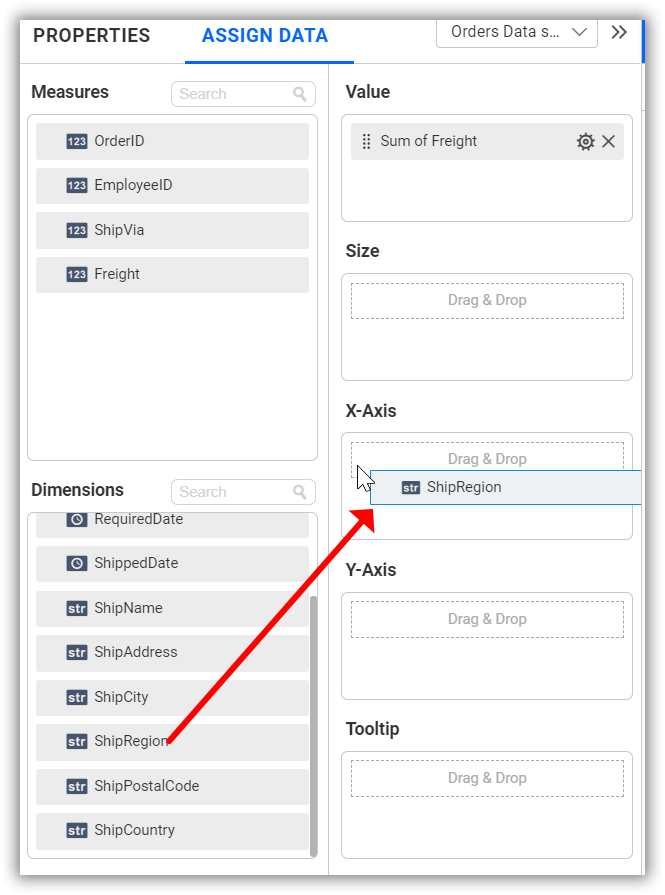 PROPERTIES
ASSIGN DATA
Orders Data s...
Measures
Search
123 OrderID
123 EmployeeID
123 ShipVia
123 Freight
Dimensions
Search
RequiredDate
ShippedDate
str ShipName
str ShipAddress
str ShipCity
str ShipRegion
str ShipPostalCode
str ShipCountry
Value
Sum of Freight
Size
Drag & Drop
X-Axis
Drag & Drop
str ShipRegion
Y-Axis
Drag & Drop
Tooltip
Drag & Drop